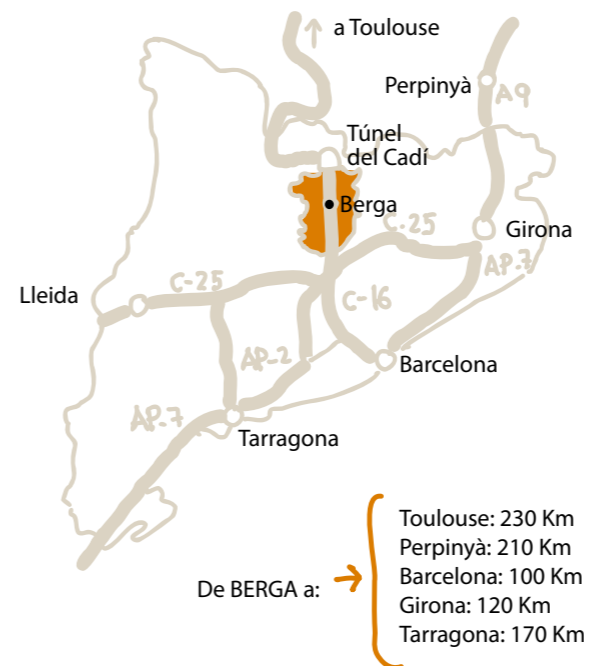 a Toulouse
Perpinyà
A9
Túnel
del Cadí
Berga
C-25
Girona
AP-7
C-25
Lleida
C-16
AP-2
Barcelona
AP-7
Tarragona
De BERGA a:
Toulouse: 230 Km
Perpinyà: 210 Km
Barcelona: 100 Km
Girona: 120 Km
Tarragona: 170 Km